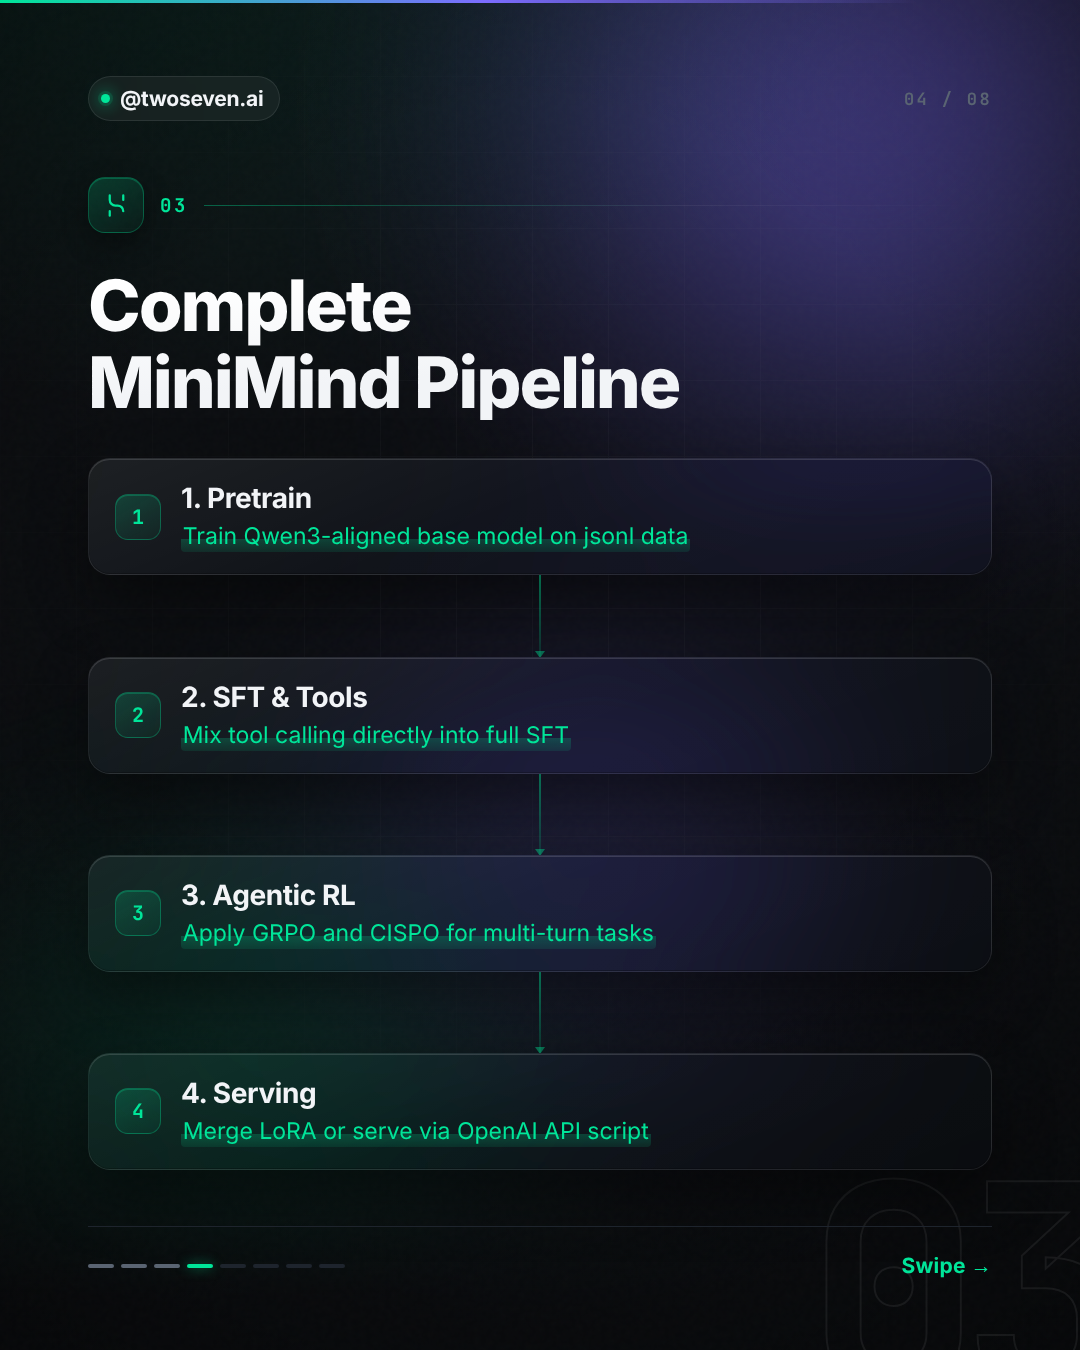 @twoseven.ai
04 / 08
03
Complete
MiniMind Pipeline
1
1. Pretrain
Train Qwen3-aligned base model on jsonl data
2
2. SFT & Tools
Mix tool calling directly into full SFT
3
3. Agentic RL
Apply GRPO and CISPO for multi-turn tasks
4
4. Serving
Merge LoRA or serve via OpenAI API script
03
Swipe →